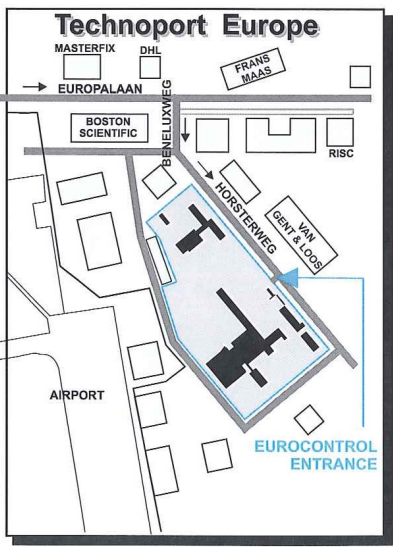 Technoport Europe
MASTERFIX
DHL
FRANS
MAAS
EUROPALAAN
BENELUXWEG
BOSTON
SCIENTIFIC
RISC
HORSTERWEG
VAN
GENT & LOOS
AIRPORT
EUROCONTROL
ENTRANCE